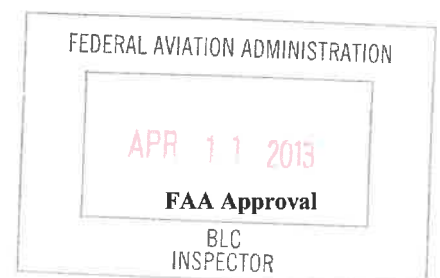 FEDERAL AVIATION ADMINISTRATION
APR 11 2013
FAA Approval
BLC
INSPECTOR